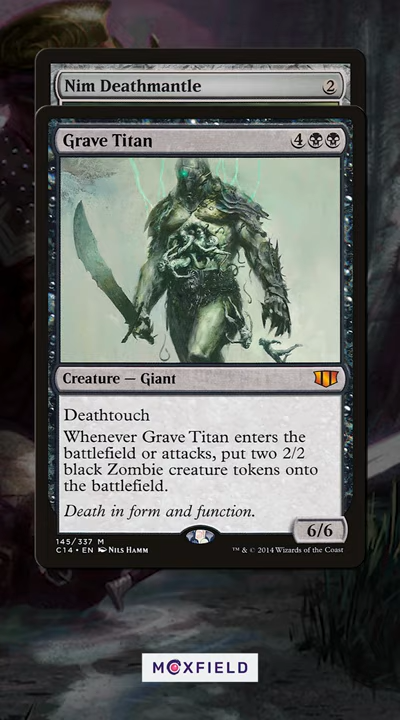 Nim Deathmantle 2
Grave Titan 4
Creature — Giant
Deathtouch
Whenever Grave Titan enters the
battlefield or attacks, put two 2/2
black Zombie creature tokens onto
the battlefield.
Death in form and function.
6/6
145/337 M
C14 • EN Nils Hamm ™ & © 2014 Wizards of the Coast
MOXFIELD